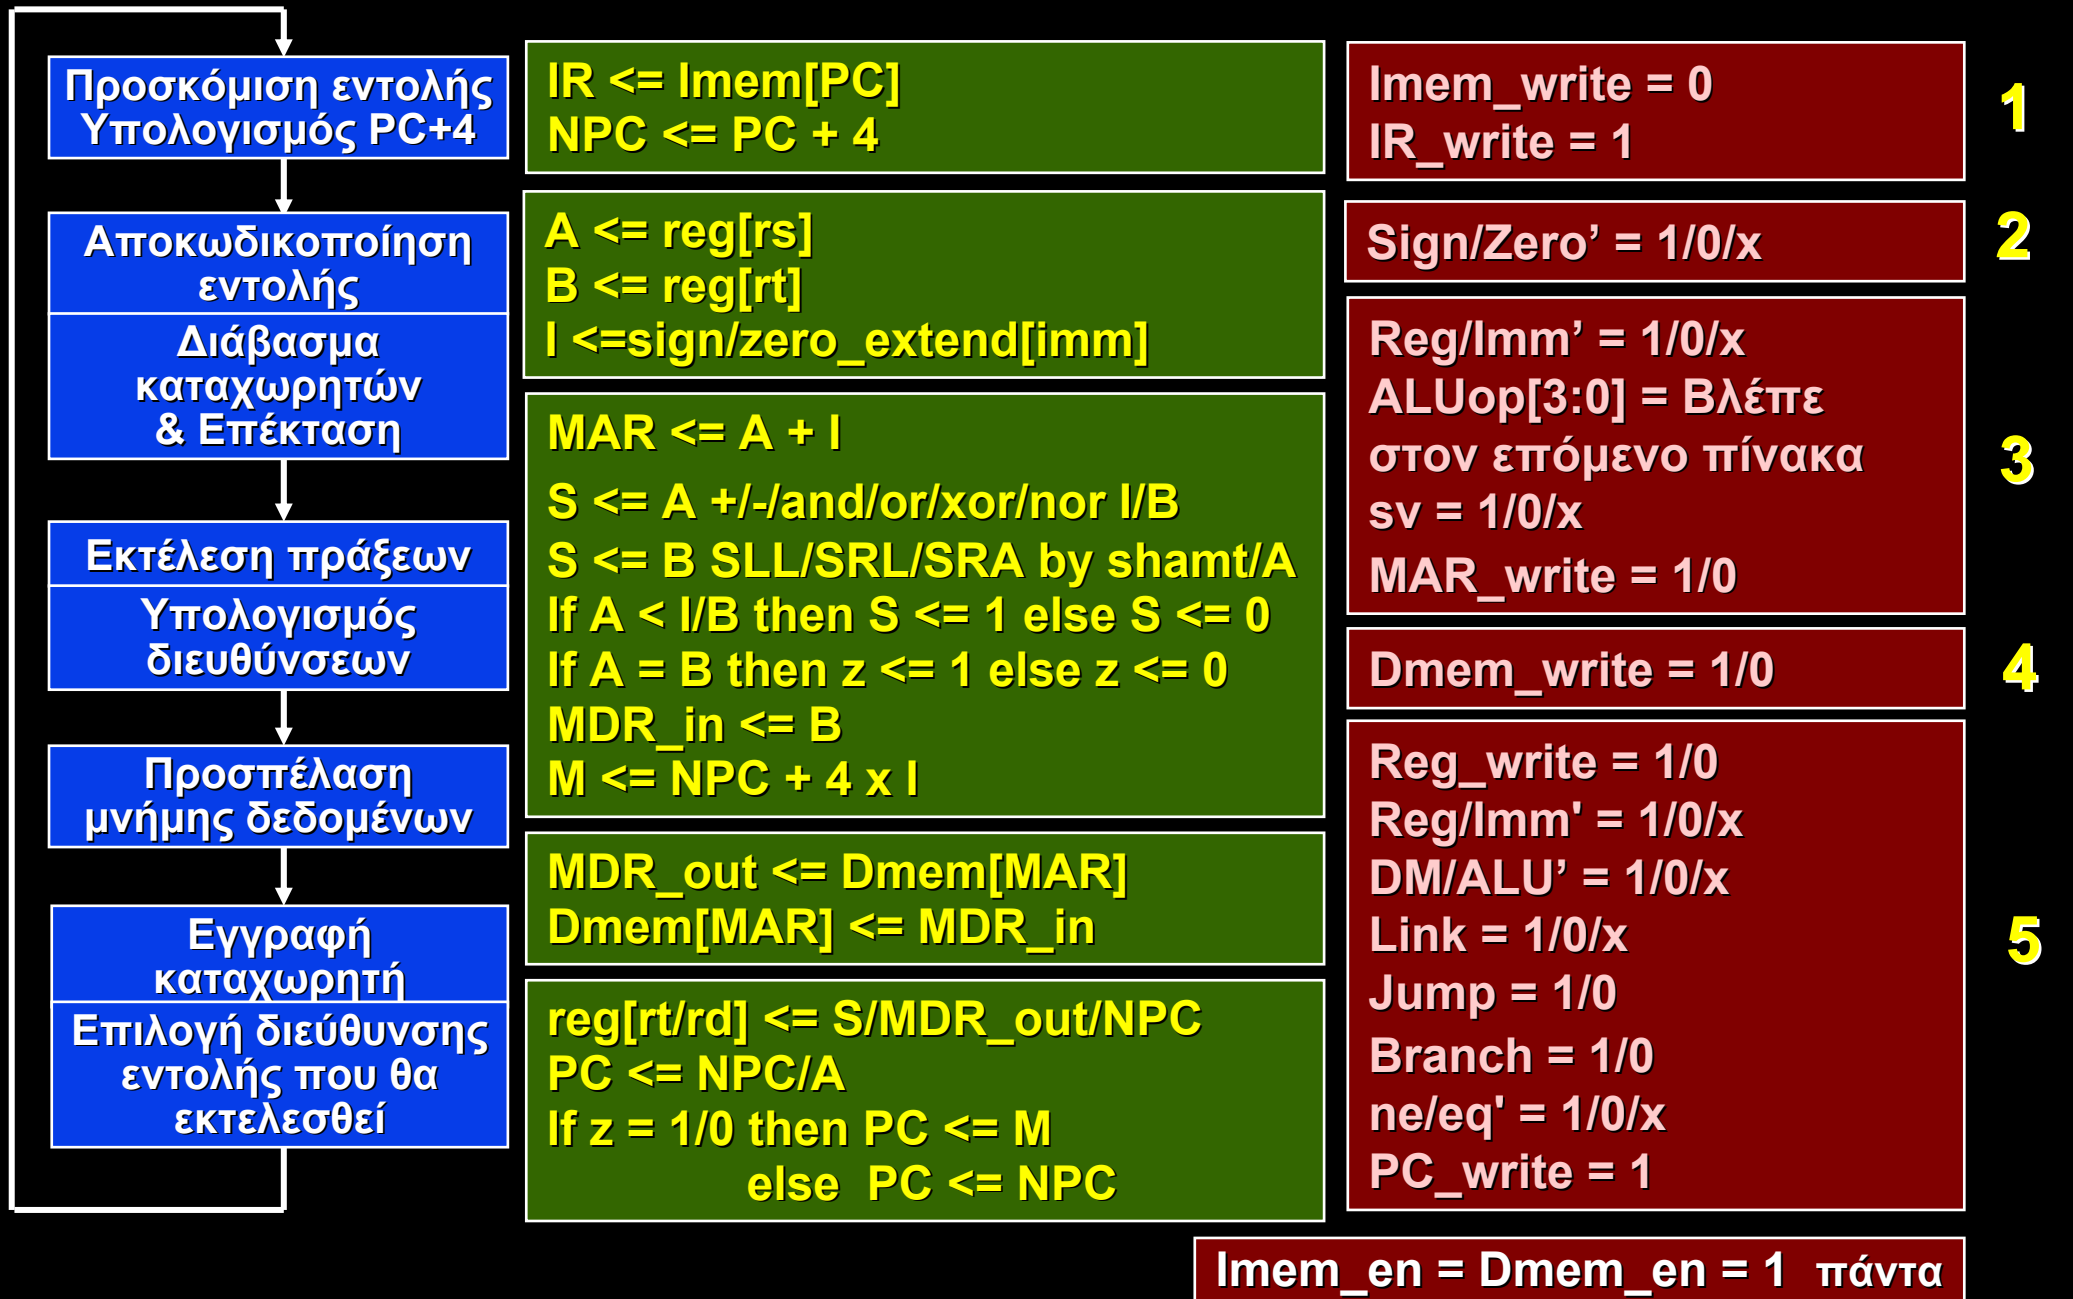 Προσκόμιση εντολής
Υπολογισμός PC+4
Αποκωδικοποίηση
εντολής
Διάβασμα
καταχωρητών
& Επέκταση
Εκτέλεση πράξεων
Υπολογισμός
διευθύνσεων
Προσπέλαση
μνήμης δεδομένων
Εγγραφή
καταχωρητή
Επιλογή διεύθυνσης
εντολής που θα
εκτελεσθεί
IR <= Imem[PC]
NPC <= PC + 4
A <= reg[rs]
B <= reg[rt]
I <=sign/zero_extend[imm]
MAR <= A + I
S <= A +/-/and/or/xor/nor I/B
S <= B SLL/SRL/SRA by shamt/A
If A < I/B then S <= 1 else S <= 0
If A = B then z <= 1 else z <= 0
MDR_in <= B
M <= NPC + 4 x I
MDR_out <= Dmem[MAR]
Dmem[MAR] <= MDR_in
reg[rt/rd] <= S/MDR_out/NPC
PC <= NPC/A
If z = 1/0 then PC <= M
else PC <= NPC
Imem_write = 0
IR_write = 1
1
Sign/Zero’ = 1/0/x
2
Reg/Imm’ = 1/0/x
ALUop[3:0] = Βλέπε
στον επόμενο πίνακα
sv = 1/0/x
MAR_write = 1/0
3
Dmem_write = 1/0
4
Reg_write = 1/0
Reg/Imm' = 1/0/x
DM/ALU’ = 1/0/x
Link = 1/0/x
Jump = 1/0
Branch = 1/0
ne/eq' = 1/0/x
PC_write = 1
5
Imem_en = Dmem_en = 1 πάντα